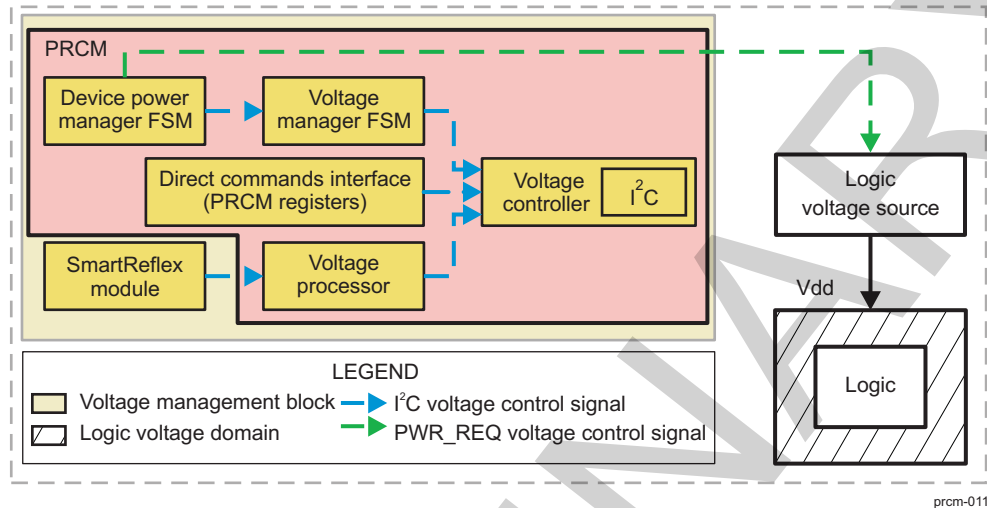 PRCM
Device power
manager FSM
Voltage
manager FSM
Direct commands interface
(PRCM registers)
Voltage
controller
I²C
SmartReflex
module
Voltage
processor
Logic
voltage source
Vdd
Logic
LEGEND
Voltage management block
I²C voltage control signal
Logic voltage domain
PWR_REQ voltage control signal
prcm-011